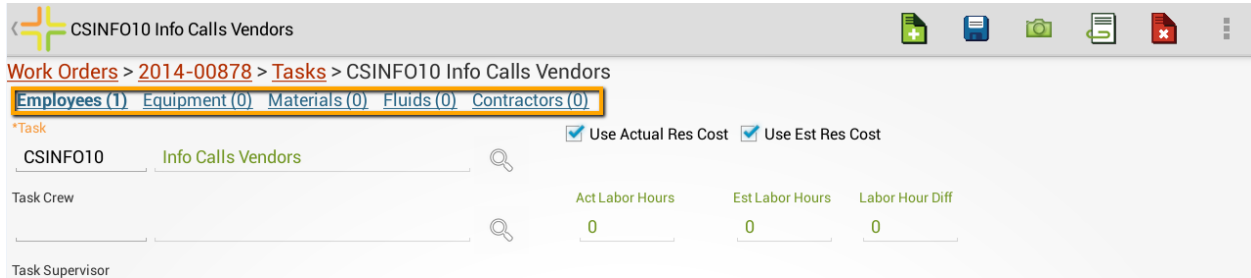 CSINFO10 Info Calls Vendors
Work Orders > 2014-00878 > Tasks > CSINFO10 Info Calls Vendors
Employees (1) Equipment (0) Materials (0) Fluids (0) Contractors (0)
*Task
Use Actual Res Cost Use Est Res Cost
CSINFO10 Info Calls Vendors
Task Crew Act Labor Hours Est Labor Hours Labor Hour Diff
0 0 0
Task Supervisor